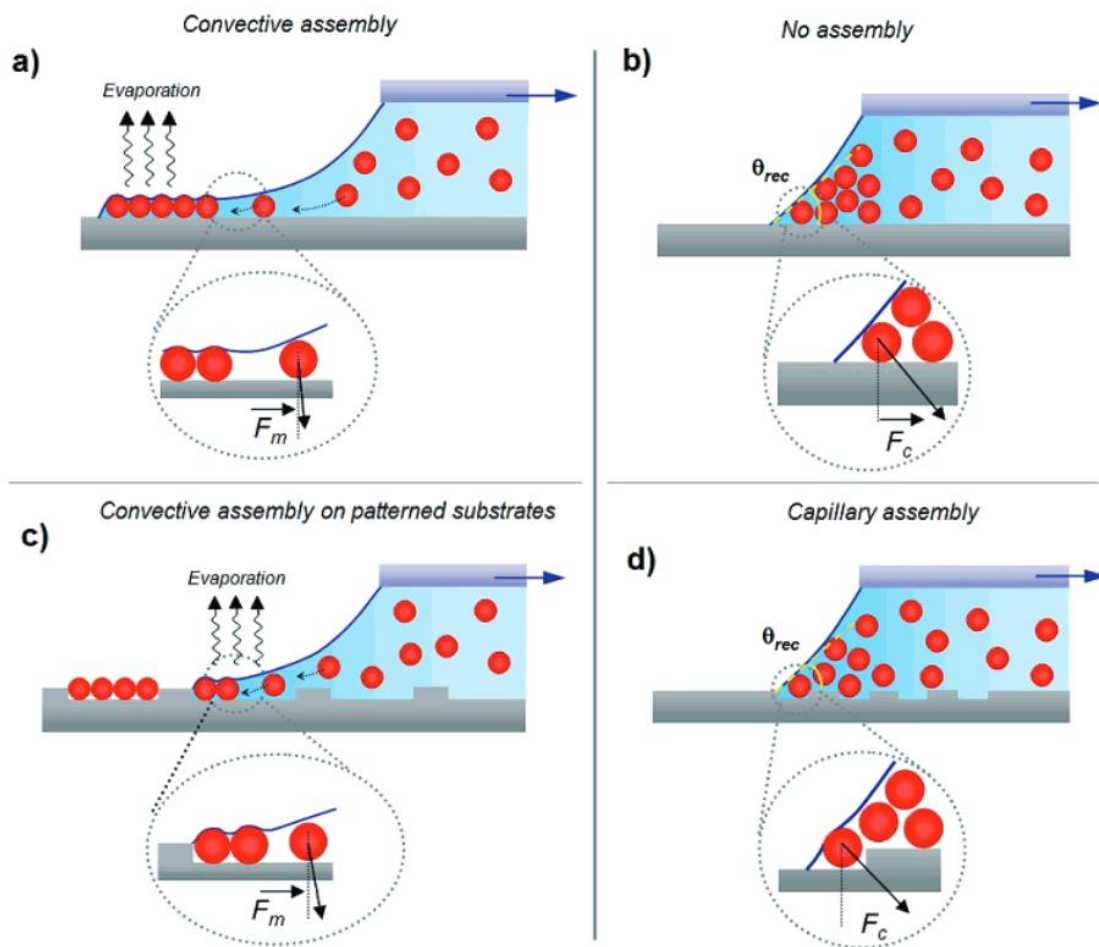 Convective assembly
a)
Evaporation
Fm
No assembly
b)
θrec
Fc
Convective assembly on patterned substrates
c)
Evaporation
Fm
Capillary assembly
d)
θrec
Fc